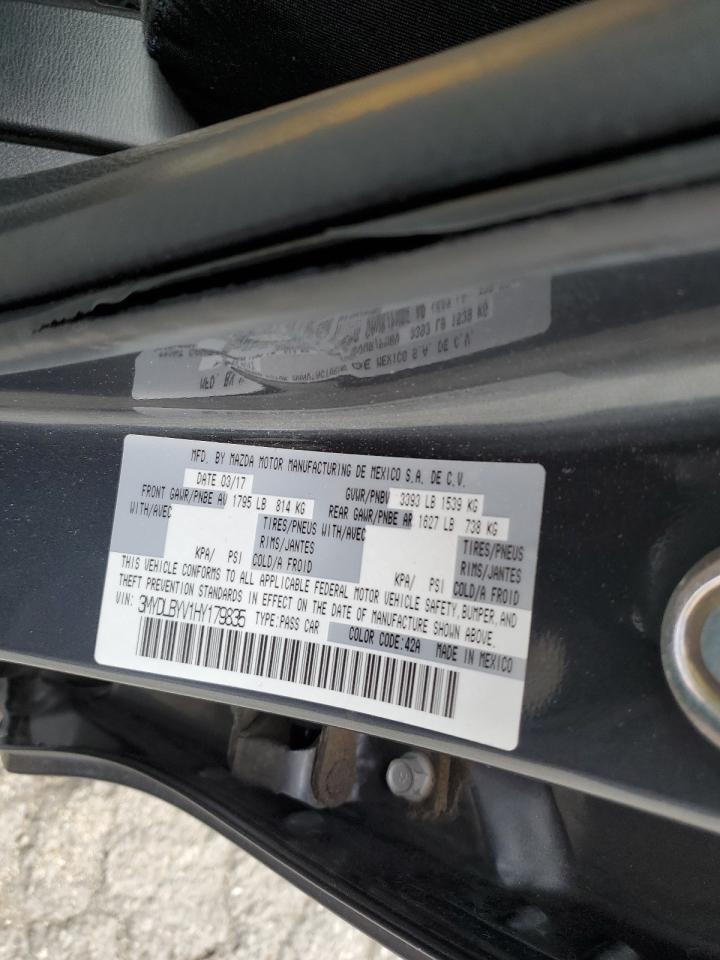 MFD. BY MAZDA MOTOR MANUFACTURING DE MEXICO S.A. DE C.V.
DATE 03/17 GVWR/PNBV 3393 LB 1539 KG
FRONT GAWR/PNBE AV 1795 LB 814 KG REAR GAWR/PNBE AR 1627 LB 738 KG
WITH/AVEC TIRES/PNEUS WITH/AVEC TIRES/PNEUS
RIMS/JANTES RIMS/JANTES
KPA/ PSI COLD/A FROID KPA/ PSI COLD/A FROID
THIS VEHICLE CONFORMS TO ALL APPLICABLE FEDERAL MOTOR VEHICLE SAFETY, BUMPER, AND
THEFT PREVENTION STANDARDS IN EFFECT ON THE DATE OF MANUFACTURE SHOWN ABOVE.
VIN: 3MYDLBYV1HY179835 TYPE:PASS CAR
COLOR CODE:42A MADE IN MEXICO